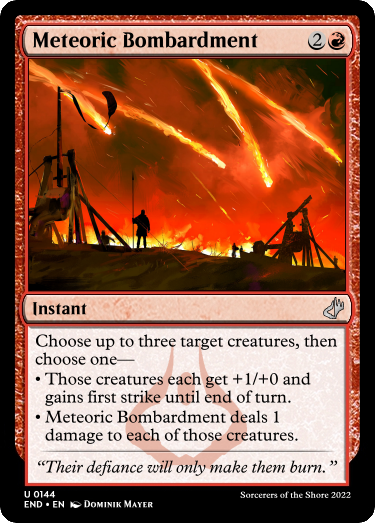 Meteoric Bombardment 2
Instant
Choose up to three target creatures, then
choose one—
• Those creatures each get +1/+0 and
gains first strike until end of turn.
• Meteoric Bombardment deals 1
damage to each of those creatures.
“Their defiance will only make them burn.”
U 0144
END • EN Dominik Mayer
Sorcerers of the Shore 2022